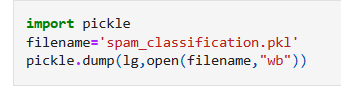 import pickle
filename='spam_classification.pkl'
pickle.dump(lg,open(filename,"wb"))